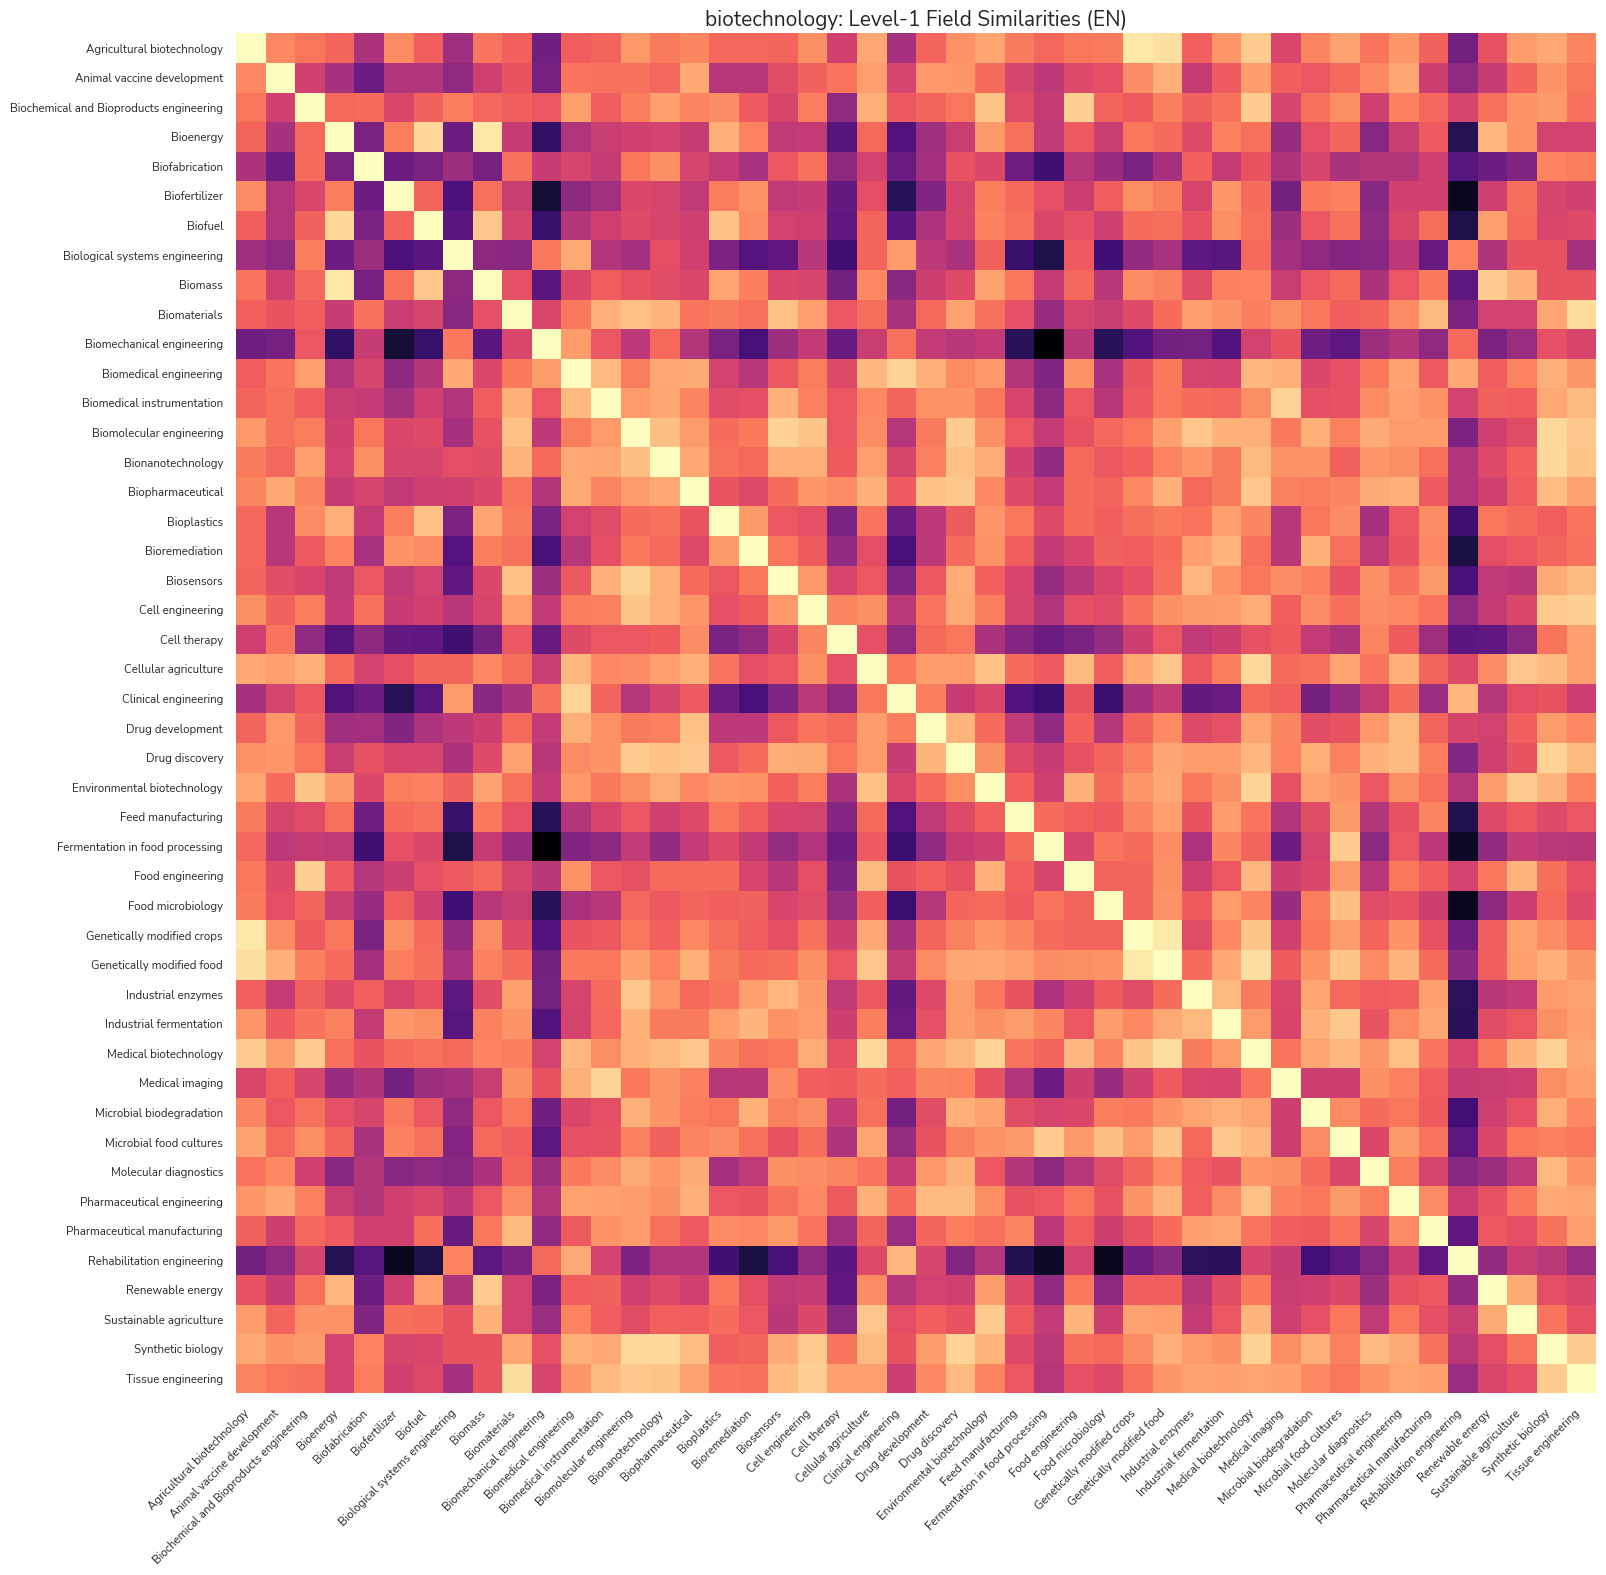 biotechnology: Level-1 Field Similarities (EN)
Agricultural biotechnology
Animal vaccine development
Biochemical and Bioproducts engineering
Bioenergy
Biofabrication
Biofertilizer
Biofuel
Biological systems engineering
Biomass
Biomaterials
Biomechanical engineering
Biomedical engineering
Biomedical instrumentation
Biomolecular engineering
Bionanotechnology
Biopharmaceutical
Bioplastics
Bioremediation
Biosensors
Cell engineering
Cell therapy
Cellular agriculture
Clinical engineering
Drug development
Drug discovery
Environmental biotechnology
Feed manufacturing
Fermentation in food processing
Food engineering
Food microbiology
Genetically modified crops
Genetically modified food
Industrial enzymes
Industrial fermentation
Medical biotechnology
Medical imaging
Microbial biodegradation
Microbial food cultures
Molecular diagnostics
Pharmaceutical engineering
Pharmaceutical manufacturing
Rehabilitation engineering
Renewable energy
Sustainable agriculture
Synthetic biology
Tissue engineering
Agricultural biotechnology
Animal vaccine development
Biochemical and Bioproducts engineering
Bioenergy
Biofabrication
Biofertilizer
Biofuel
Biological systems engineering
Biomass
Biomaterials
Biomechanical engineering
Biomedical engineering
Biomedical instrumentation
Biomolecular engineering
Bionanotechnology
Biopharmaceutical
Bioplastics
Bioremediation
Biosensors
Cell engineering
Cell therapy
Cellular agriculture
Clinical engineering
Drug development
Drug discovery
Environmental biotechnology
Feed manufacturing
Fermentation in food processing
Food engineering
Food microbiology
Genetically modified crops
Genetically modified food
Industrial enzymes
Industrial fermentation
Medical biotechnology
Medical imaging
Microbial biodegradation
Microbial food cultures
Molecular diagnostics
Pharmaceutical engineering
Pharmaceutical manufacturing
Rehabilitation engineering
Renewable energy
Sustainable agriculture
Synthetic biology
Tissue engineering